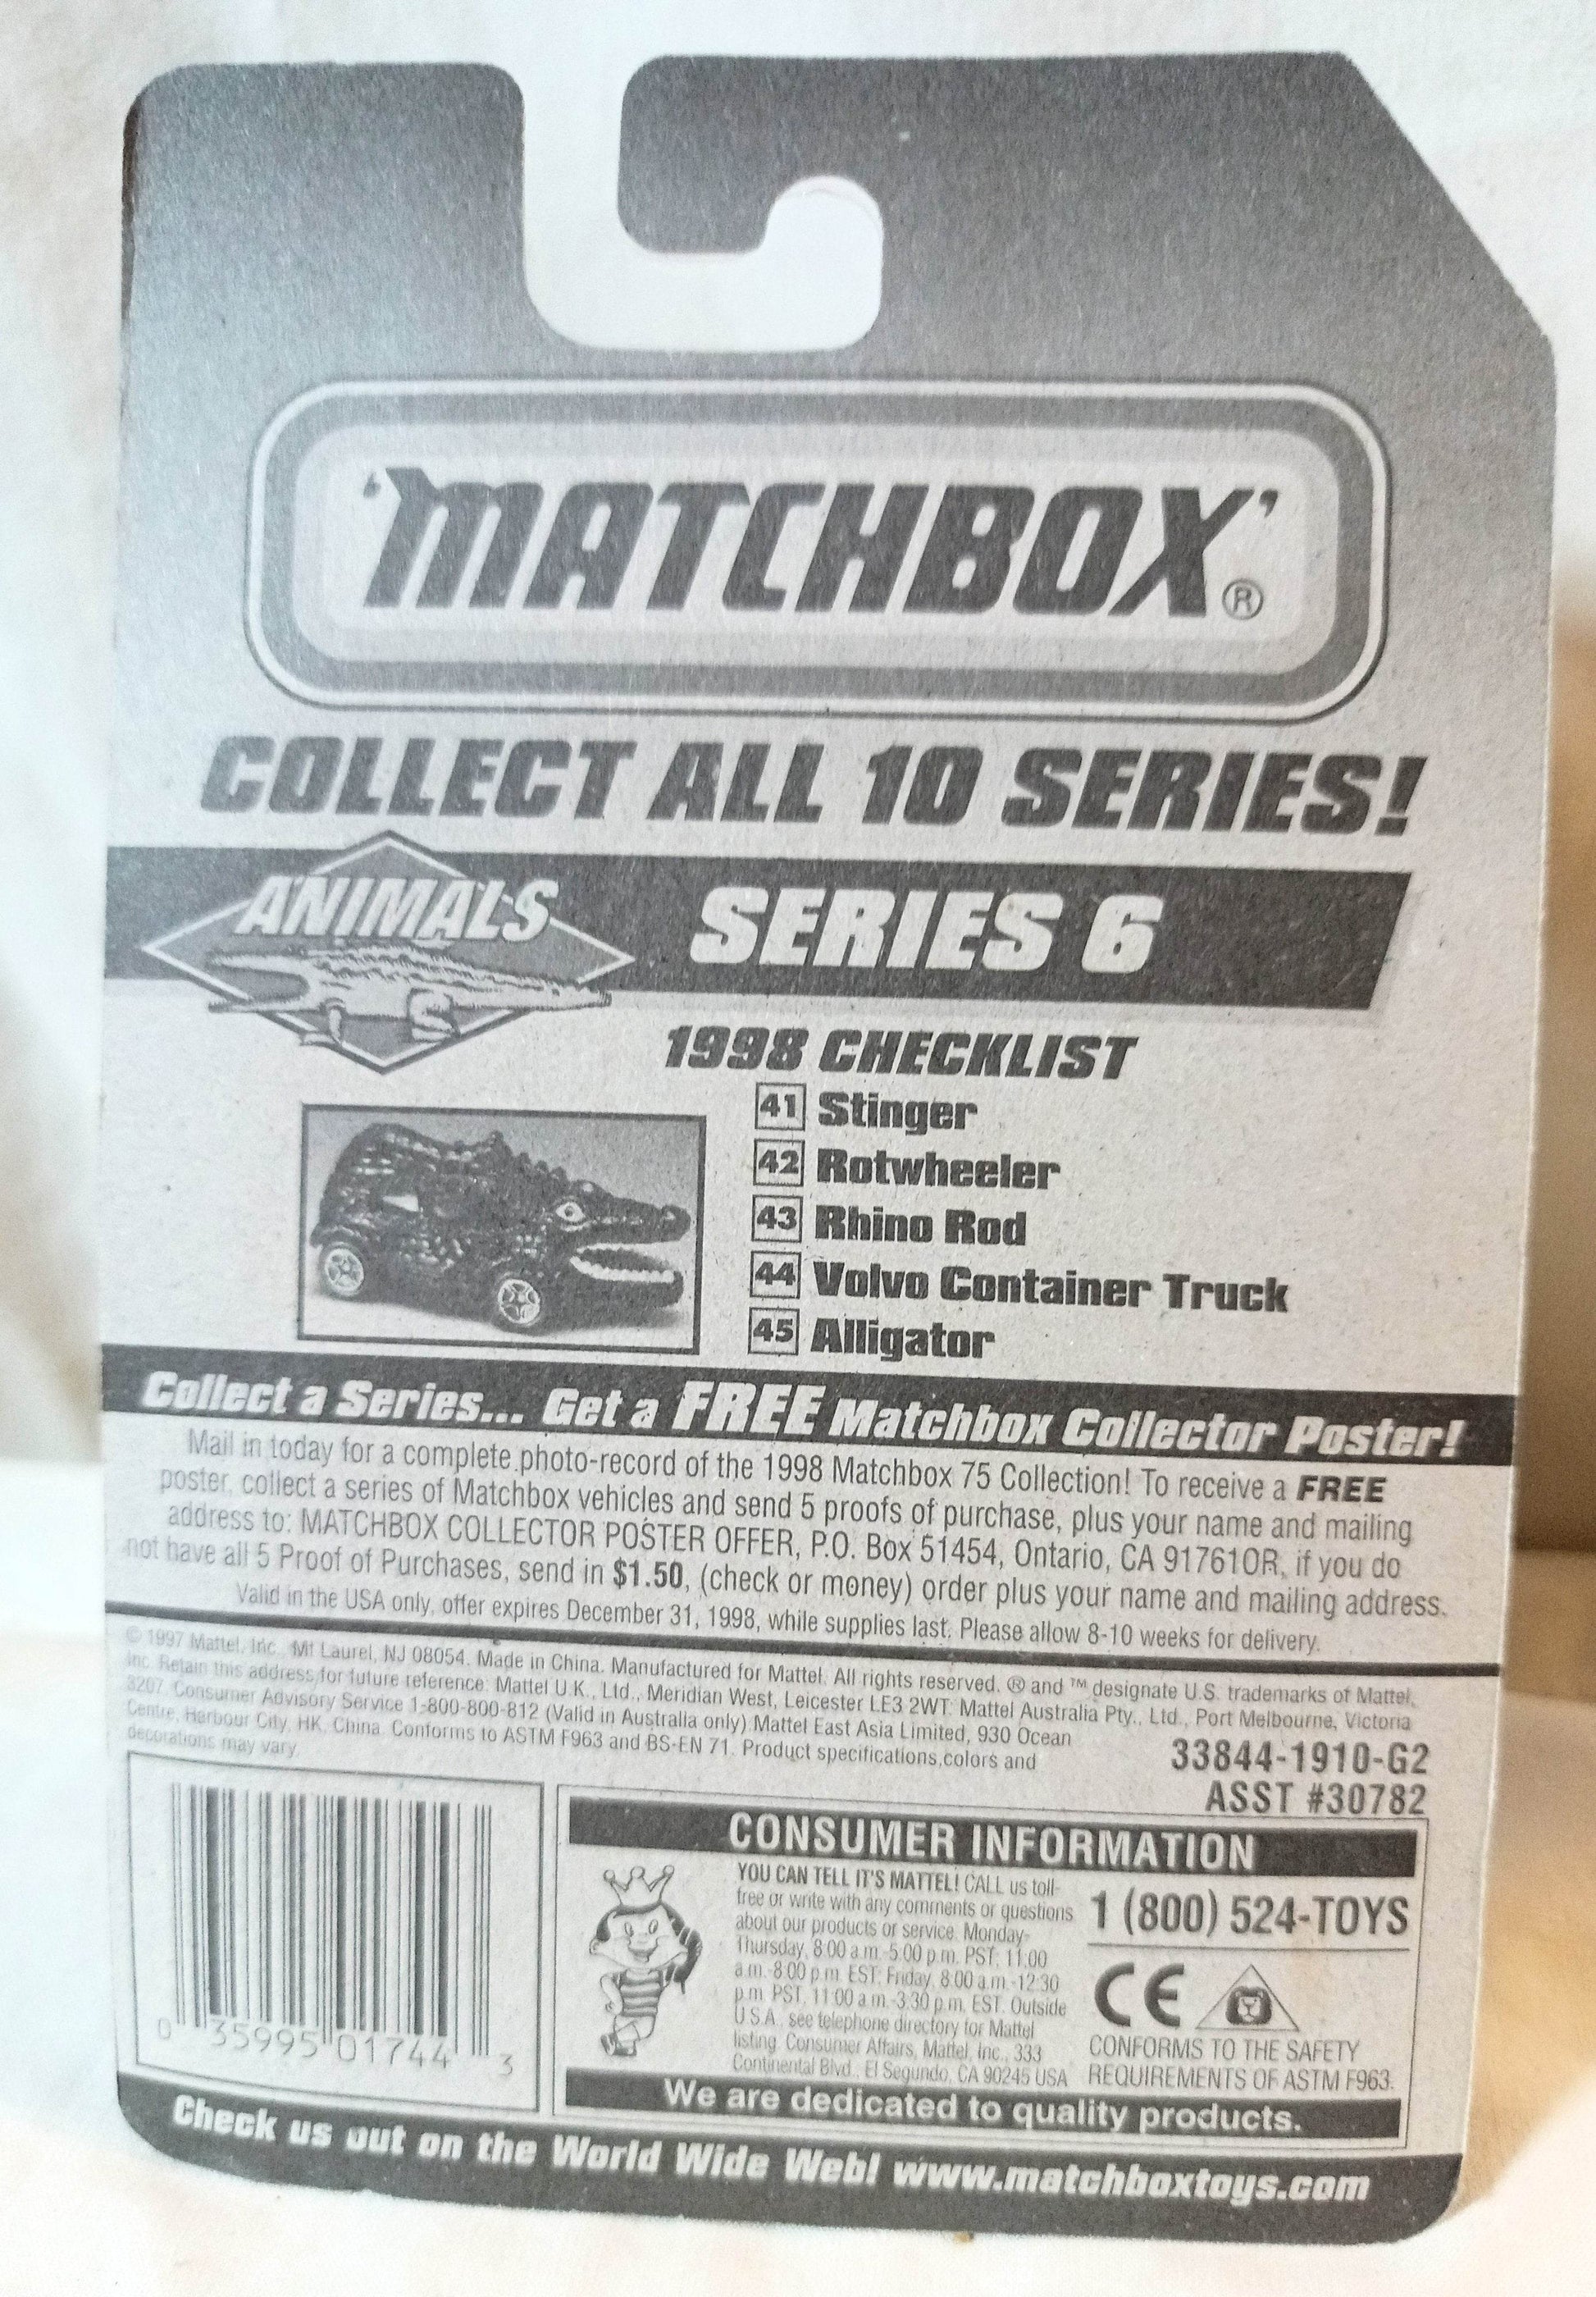 'MATCHBOX'®
COLLECT ALL 10 SERIES!
ANIMALS
SERIES 6
1998 CHECKLIST
41 Stinger
42 Rotwheeler
43 Rhino Rod
44 Volvo Container Truck
45 Alligator
Collect a Series... Get a FREE Matchbox Collector Poster!
Mail in today for a complete photo-record of the 1998 Matchbox 75 Collection! To receive a FREE
poster, collect a series of Matchbox vehicles and send 5 proofs of purchase, plus your name and mailing
address to: MATCHBOX COLLECTOR POSTER OFFER, P.O. Box 51454, Ontario, CA 91761OR, if you do
not have all 5 Proof of Purchases, send in $1.50, (check or money) order plus your name and mailing address.
Valid in the USA only, offer expires December 31, 1998, while supplies last. Please allow 8-10 weeks for delivery.
© 1997 Mattel, Inc. Mt Laurel, NJ 08054. Made in China. Manufactured for Mattel. All rights reserved. ® and ™ designate U.S. trademarks of Mattel,
Inc. Retain this address for future reference: Mattel U.K., Ltd., Meridian West, Leicester LE3 2WT. Mattel Australia Pty., Ltd., Port Melbourne, Victoria
3207. Consumer Advisory Service 1-800-800-812 (Valid in Australia only) Mattel East Asia Limited, 930 Ocean
Centre, Harbour City, HK, China. Conforms to ASTM F963 and BS-EN 71. Product specifications,colors and
decorations may vary.
33844-1910-G2
ASST #30782
0 35995 01744 3
CONSUMER INFORMATION
YOU CAN TELL IT'S MATTEL! CALL us toll-
free or write with any comments or questions
about our products or service. Monday-
Thursday, 8:00 a.m.-5:00 p.m. PST; 11:00
a.m.-8:00 p.m. EST; Friday, 8:00 a.m.-12:30
p.m. PST, 11:00 a.m.-3:30 p.m. EST. Outside
U.S.A., see telephone directory for Mattel
listing. Consumer Affairs, Mattel, Inc., 333
Continental Blvd., El Segundo, CA 90245 USA
1 (800) 524-TOYS
CE
CONFORMS TO THE SAFETY
REQUIREMENTS OF ASTM F963.
We are dedicated to quality products.
Check us out on the World Wide Web! www.matchboxtoys.com